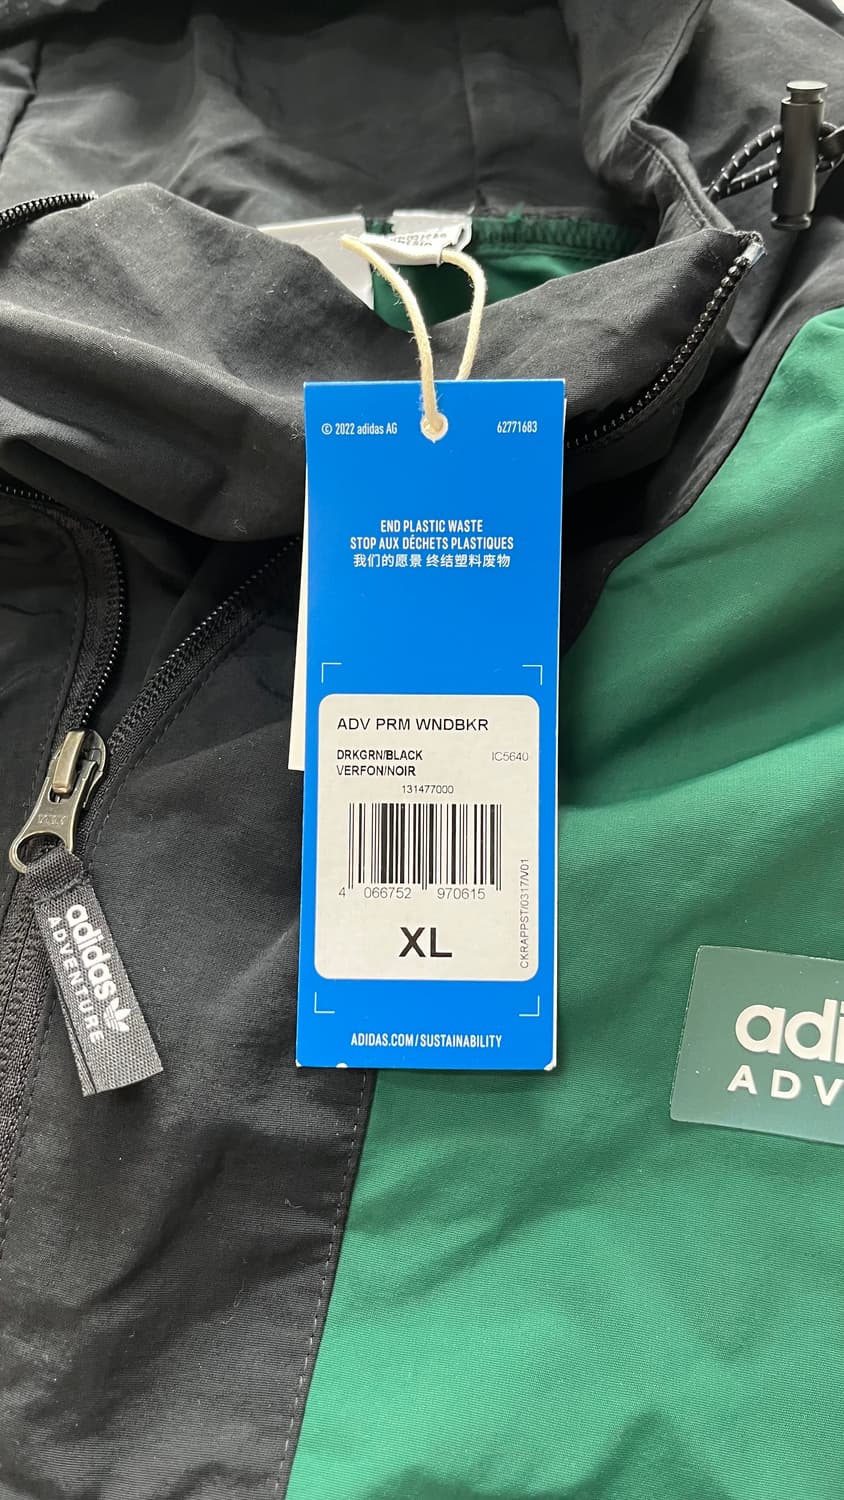 © 2022 adidas AG 62771683
END PLASTIC WASTE
STOP AUX DÉCHETS PLASTIQUES
我们的愿景 终结塑料废物
ADV PRM WNDBKR
DRKGRN/BLACK IC5640
VERFON/NOIR
131477000
4 066752 970615
XL
CKRAPPST/0317/V01
ADIDAS.COM/SUSTAINABILITY
YKK
adidas
ADVENTURE
adi
ADV